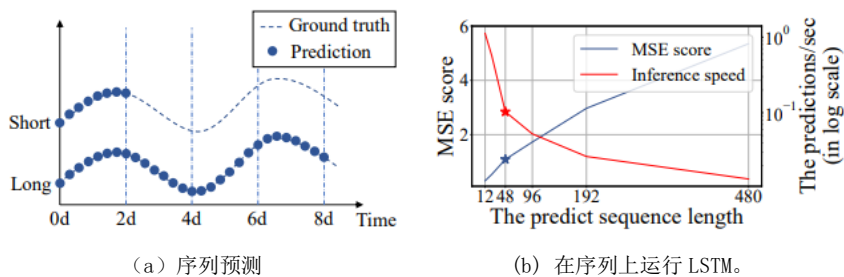 Ground truth
Prediction
Short
Long
0d 2d 4d 6d 8d Time
(a) 序列预测
MSE score
6
4
2
MSE score
Inference speed
10⁰
10⁻¹
The predictions/sec
(in log scale)
12 48 96 192 480
The predict sequence length
(b) 在序列上运行 LSTM。